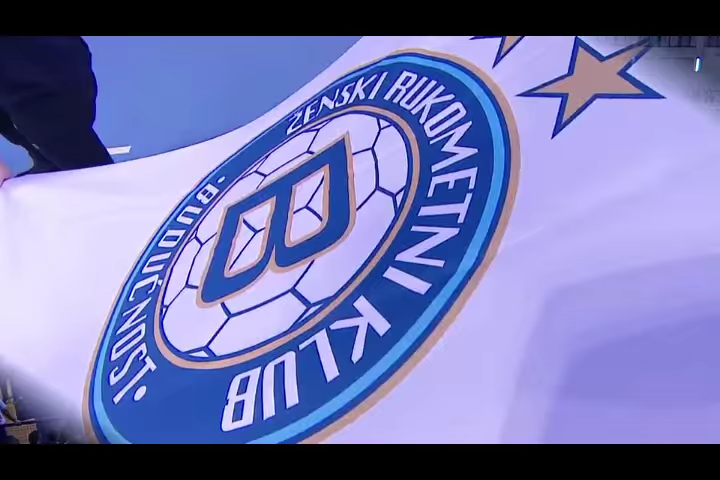 ŽENSKI RUKOMETNI KLUB
• BUDUĆNOST •
B